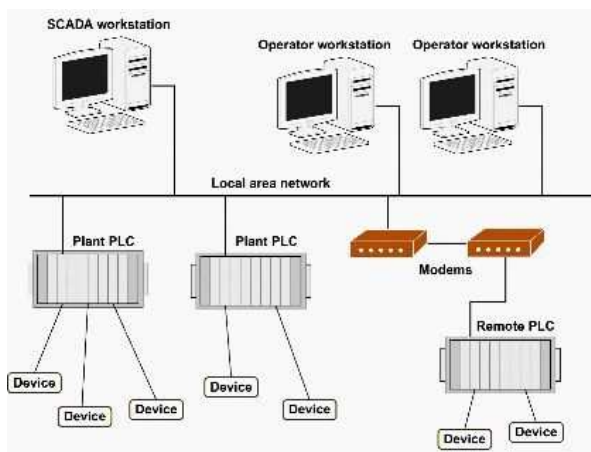 SCADA workstation
Operator workstation
Operator workstation
Local area network
Plant PLC
Plant PLC
Modems
Remote PLC
Device
Device
Device
Device
Device
Device
Device